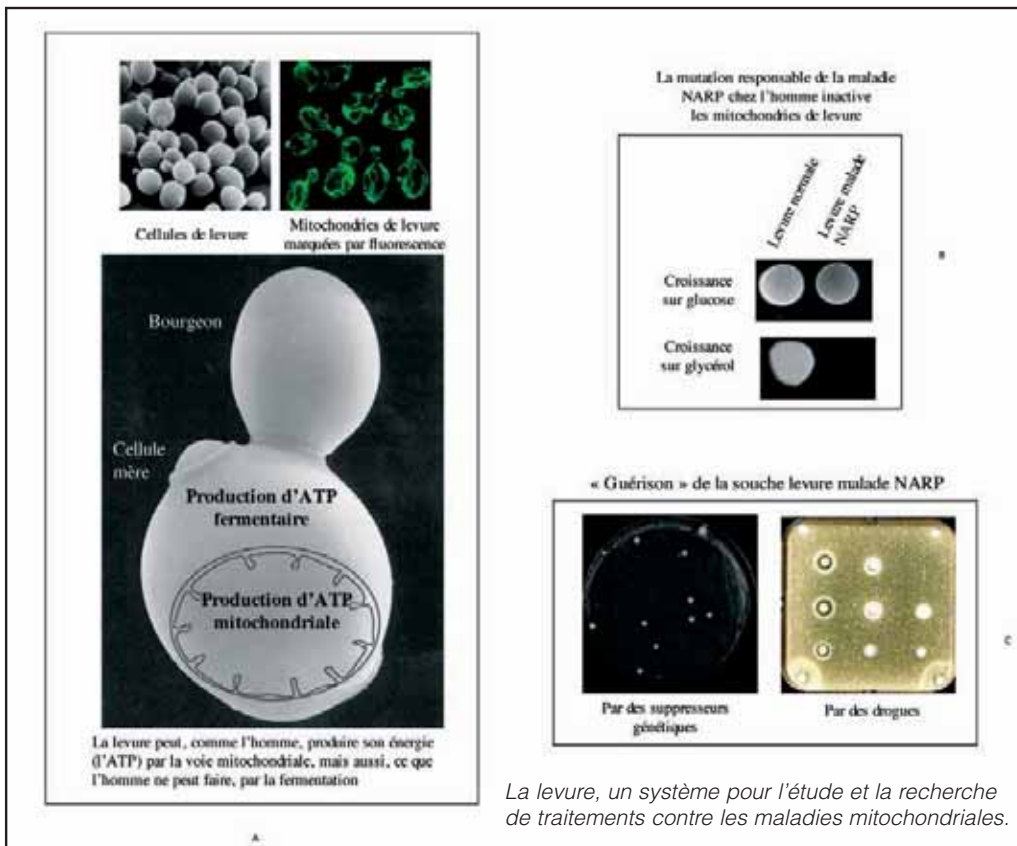 Cellules de levure
Mitochondries de levure
marquées par fluorescence
Bourgeon
Cellule
mère
Production d'ATP
fermentaire
Production d'ATP
mitochondriale
La levure peut, comme l'homme, produire son énergie
(l'ATP) par la voie mitochondriale, mais aussi, ce que
l'homme ne peut faire, par la fermentation
A
La mutation responsable de la maladie
NARP chez l'homme inactive
les mitochondries de levure
Levure normale
Levure malade
NARP
Croissance
sur glucose
Croissance
sur glycérol
B
« Guérison » de la souche levure malade NARP
Par des suppresseurs
génétiques
Par des drogues
C
La levure, un système pour l'étude et la recherche
de traitements contre les maladies mitochondriales.